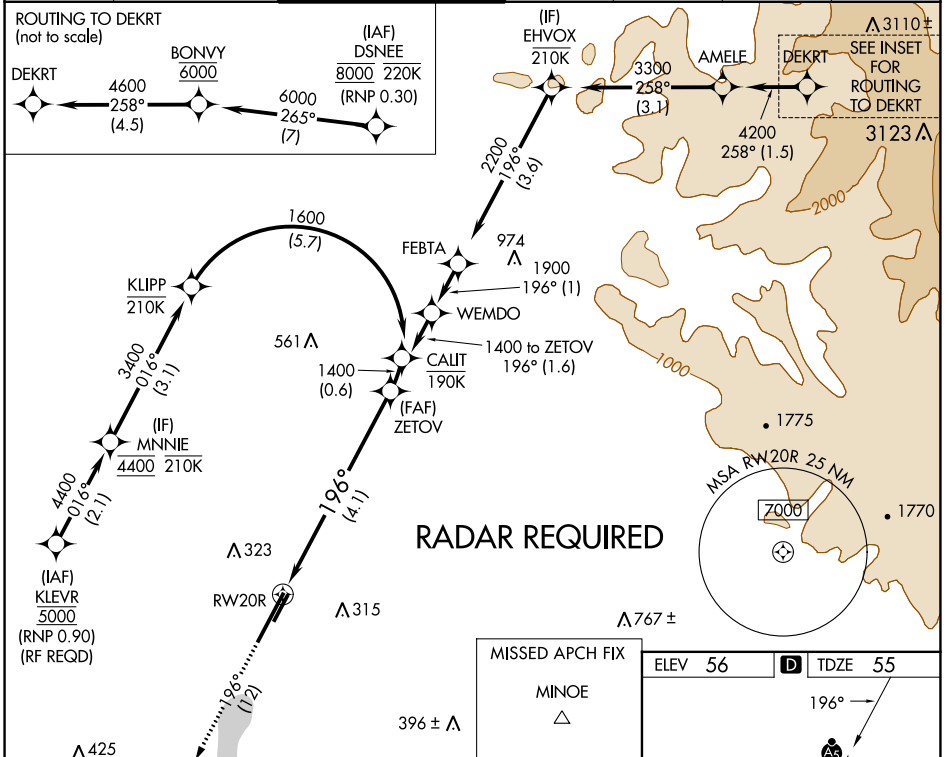 ROUTING TO DEKRT
(not to scale)
DEKRT
4600
258°
(4.5)
BONVY
6000
6000
265°
(7)
(IAF)
DSNEE
8000 220K
(RNP 0.30)
(IF)
EHVOX
210K
3300
258°
(3.1)
AMELE
4200
258° (1.5)
DEKRT
3110±
SEE INSET
FOR
ROUTING
TO DEKRT
3123
2000
2200
196°
(3.6)
1600
(5.7)
FEBTA
974
1900
196° (1)
KLIPP
210K
WEMDO
561
1400 to ZETOV
196° (1.6)
CALIT
190K
1400
(0.6)
1000
3400
016°
(3.1)
(FAF)
ZETOV
(IF)
MNNIE
4400 210K
1775
4400
016°
(2.1)
196°
(4.1)
MSA RW20R 25 NM
7000
1770
RADAR REQUIRED
323
(IAF)
KLEVR
5000
(RNP 0.90)
(RF REQD)
RW20R
315
767 ±
MISSED APCH FIX
MINOE
ELEV 56
D
TDZE 55
196°
A5
196°
(12)
396 ±
425